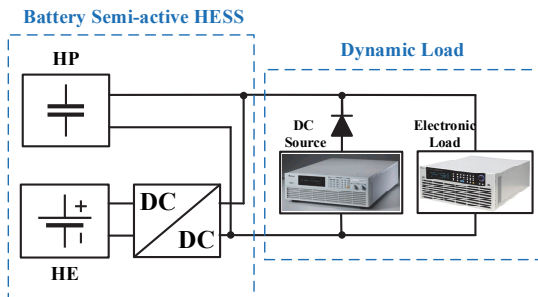 Battery Semi-active HESS
Dynamic Load
HP
DC
Source
Electronic
Load
DC
DC
+
-
HE